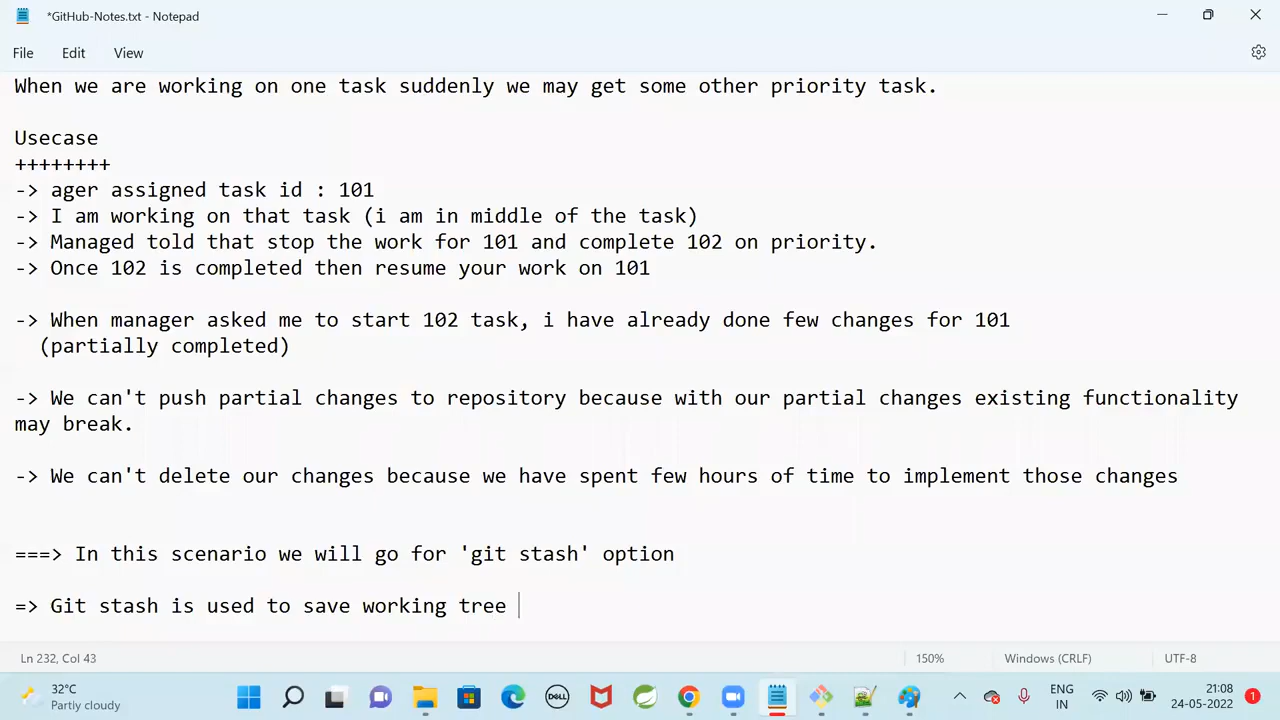 *GitHub-Notes.txt - Notepad
File Edit View
When we are working on one task suddenly we may get some other priority task.
Usecase
++++++++
-> ager assigned task id : 101
-> I am working on that task (i am in middle of the task)
-> Managed told that stop the work for 101 and complete 102 on priority.
-> Once 102 is completed then resume your work on 101
-> When manager asked me to start 102 task, i have already done few changes for 101
(partially completed)
-> We can't push partial changes to repository because with our partial changes existing functionality
may break.
-> We can't delete our changes because we have spent few hours of time to implement those changes
===> In this scenario we will go for 'git stash' option
=> Git stash is used to save working tree
Ln 232, Col 43 150% Windows (CRLF) UTF-8
32°C
Partly cloudy
DELL
ENG
IN
21:08
24-05-2022
1